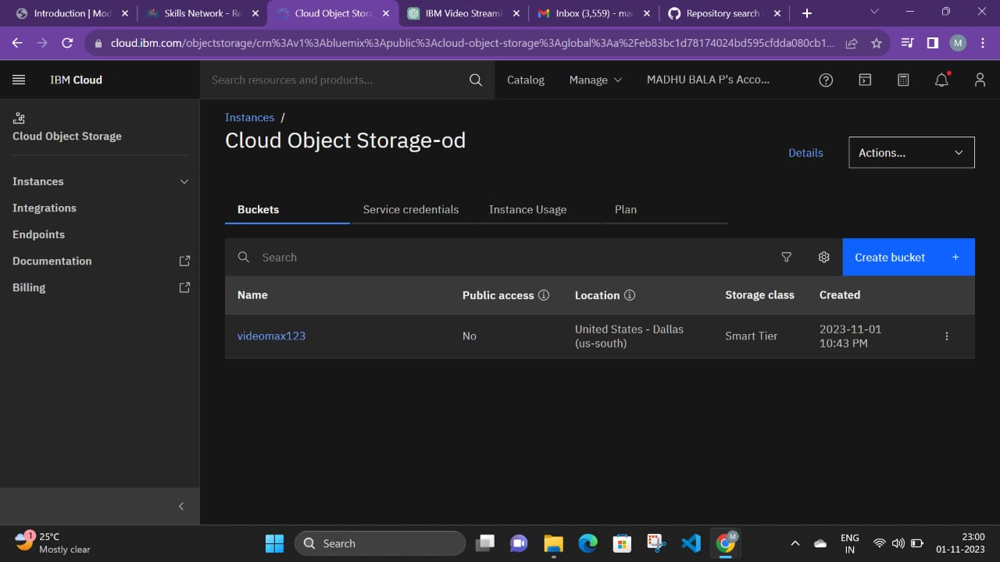 Introduction | Mod
Skills Network - Re
Cloud Object Stora
IBM Video Streami
Inbox (3,559) - ma
Repository search
cloud.ibm.com/objectstorage/crn%3Av1%3Abluemix%3Apublic%3Acloud-object-storage%3Aglobal%3Aa%2Feb83bc1d78174024bd595cfdda080cb1...
M
IBM Cloud
Search resources and products...
Catalog
Manage
MADHU BALA P's Acco...
Cloud Object Storage
Instances
Integrations
Endpoints
Documentation
Billing
Instances /
Cloud Object Storage-od
Details
Actions...
Buckets
Service credentials
Instance Usage
Plan
Search
Create bucket +
Name
Public access
Location
Storage class
Created
videomax123
No
United States - Dallas
(us-south)
Smart Tier
2023-11-01
10:43 PM
1
25°C
Mostly clear
Search
M
ENG
IN
23:00
01-11-2023